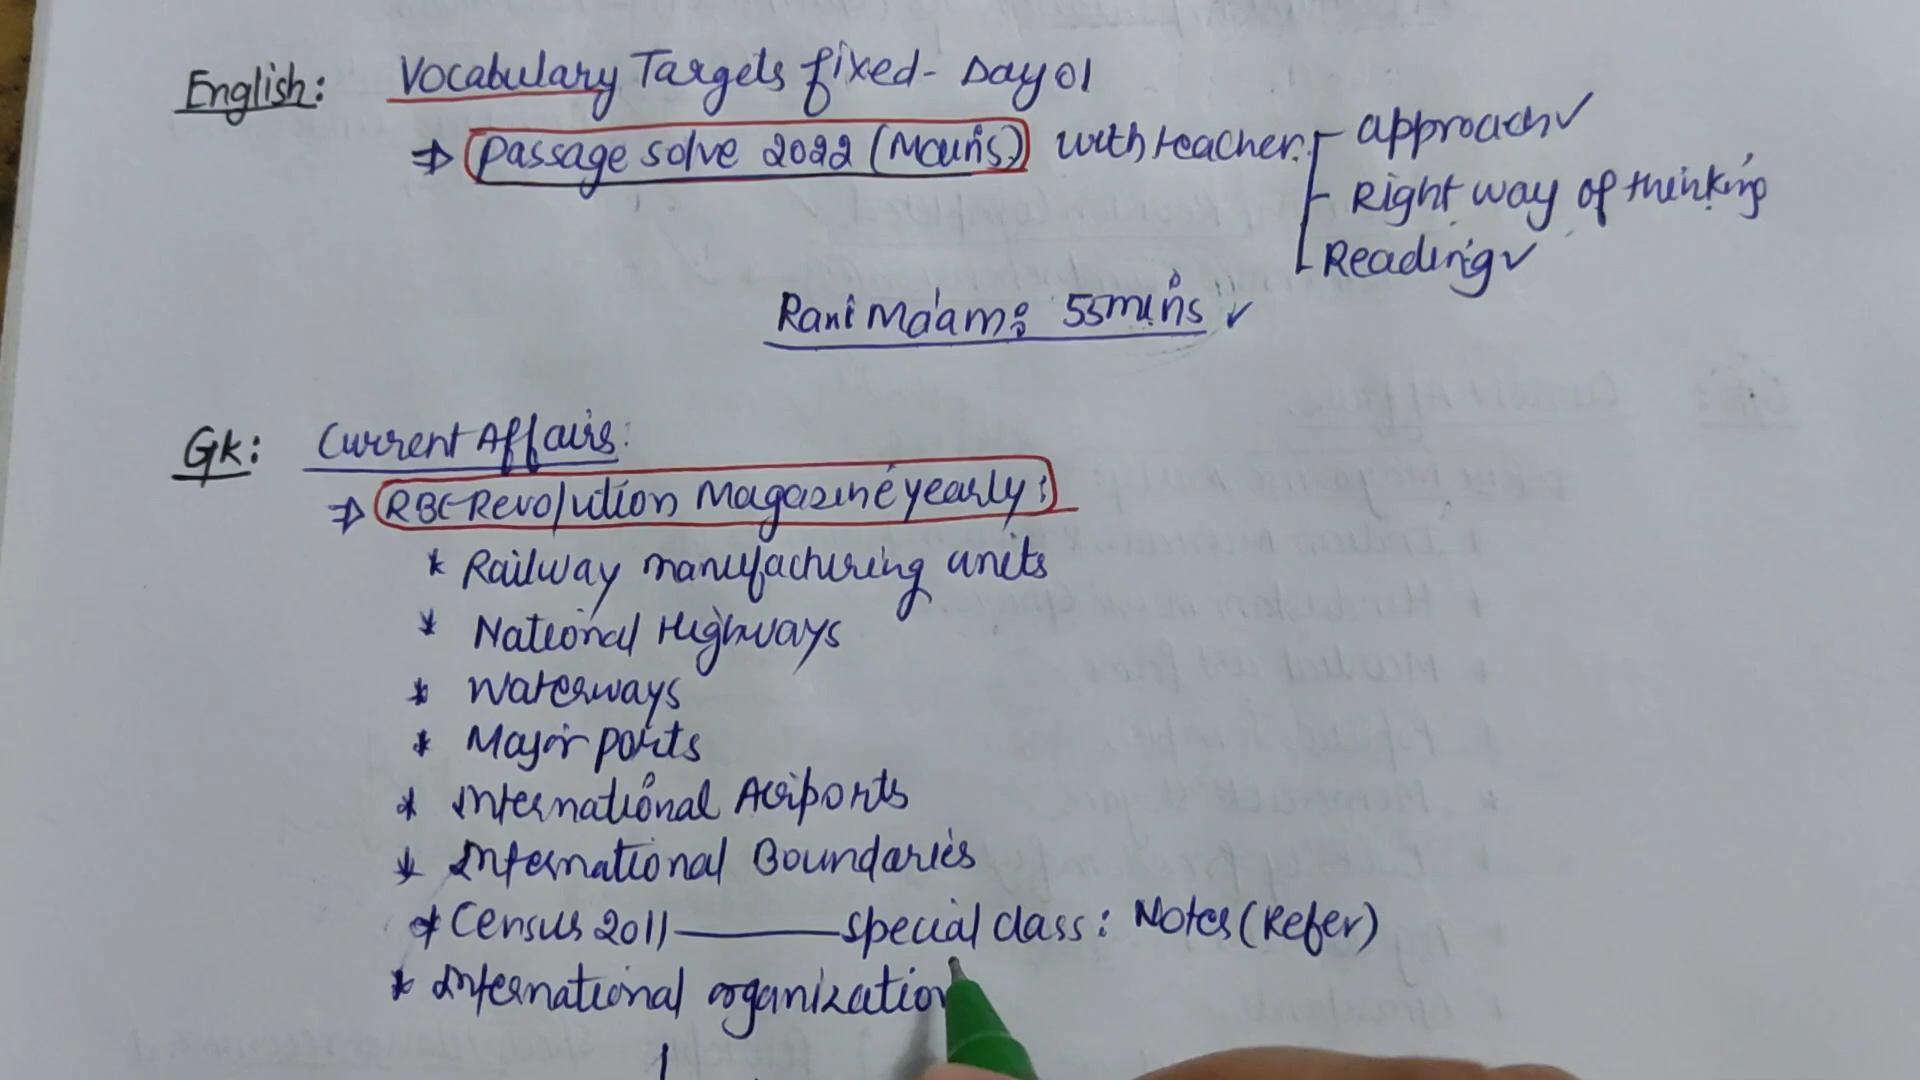 English: Vocabulary Targets fixed- Day 01
⇒ Passage solve 2022 (Mains) with teacher:
- approach✓
- Right way of thinking
- Reading✓
Rani Ma'am: 55mins ✓
Gk: Current Affairs:
⇒ RBE Revolution Magazine yearly:
* Railway manufacturing units
* National Highways
* Waterways
* Major ports
* International Airports
* International Boundaries
* Census 2011 — special class: Notes (Refer)
* International organization